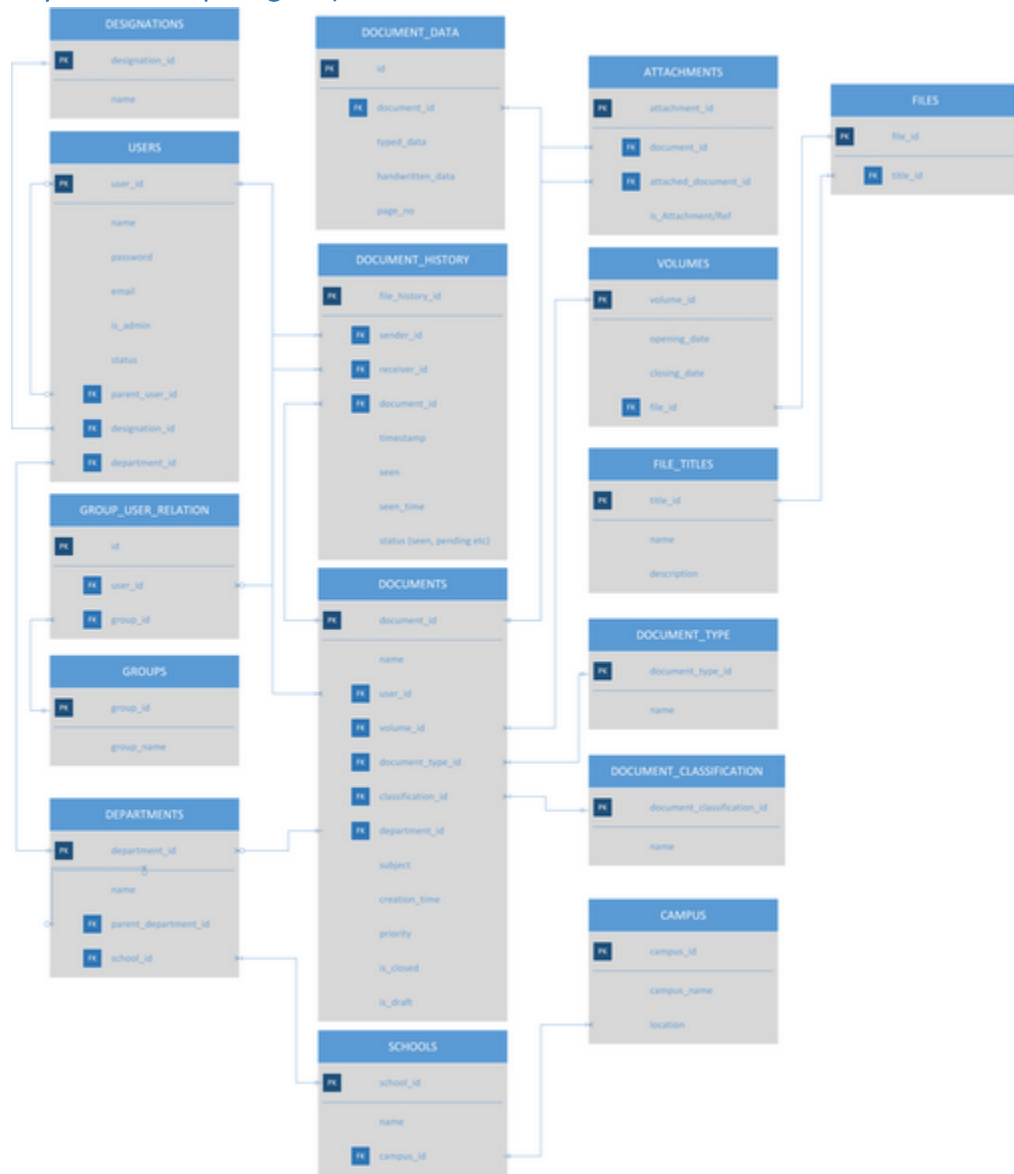 DESIGNATIONS
PK designation_id
name
USERS
PK user_id
name
password
email
is_admin
status
FK parent_user_id
FK designation_id
FK department_id
GROUP_USER_RELATION
PK id
FK user_id
FK group_id
GROUPS
PK group_id
group_name
DEPARTMENTS
PK department_id
name
FK parent_department_id
FK school_id
DOCUMENT_DATA
PK id
FK document_id
typed_data
handwritten_data
page_no
DOCUMENT_HISTORY
PK file_history_id
FK sender_id
FK receiver_id
FK document_id
timestamp
seen
seen_time
status (seen, pending etc)
DOCUMENTS
PK document_id
name
FK user_id
FK volume_id
FK document_type_id
FK classification_id
FK department_id
subject
creation_time
priority
is_closed
is_draft
SCHOOLS
PK school_id
name
FK campus_id
ATTACHMENTS
PK attachment_id
FK document_id
FK attached_document_id
is_Attachment/Ref
VOLUMES
PK volume_id
opening_date
closing_date
FK file_id
FILE_TITLES
PK title_id
name
description
DOCUMENT_TYPE
PK document_type_id
name
DOCUMENT_CLASSIFICATION
PK document_classification_id
name
CAMPUS
PK campus_id
campus_name
location
FILES
PK file_id
FK title_id